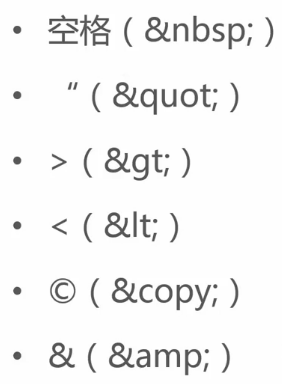 • 空格 ( &nbsp; )
• “ ( &quot; )
• > ( &gt; )
• < ( &lt; )
• © ( &copy; )
• & ( &amp; )